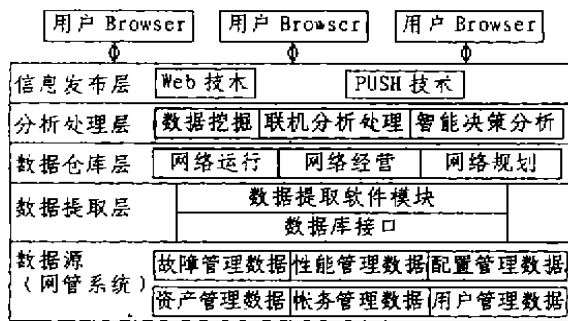 用户 Browser 用户 Browser 用户 Browser
信息发布层 Web 技术 PUSH 技术
分析处理层 数据挖掘 联机分析处理 智能决策分析
数据仓库层 网络运行 网络经营 网络规划
数据提取层 数据提取软件模块
数据库接口
数据源 故障管理数据 性能管理数据 配置管理数据
(网管系统) 资产管理数据 帐务管理数据 用户管理数据